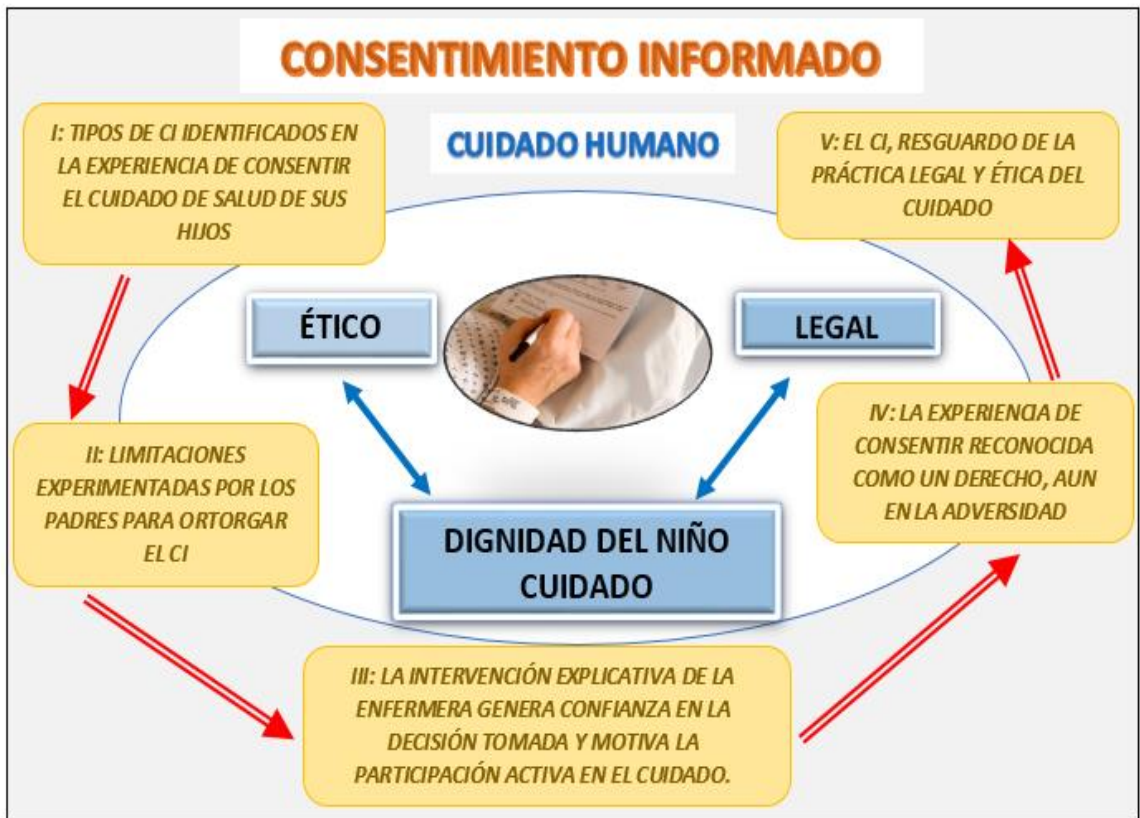 CONSENTIMIENTO INFORMADO
CUIDADO HUMANO
I: TIPOS DE CI IDENTIFICADOS EN
LA EXPERIENCIA DE CONSENTIR
EL CUIDADO DE SALUD DE SUS
HIJOS
V: EL CI, RESGUARDO DE LA
PRÁCTICA LEGAL Y ÉTICA DEL
CUIDADO
ÉTICO
LEGAL
II: LIMITACIONES
EXPERIMENTADAS POR LOS
PADRES PARA ORTORGAR
EL CI
IV: LA EXPERIENCIA DE
CONSENTIR RECONOCIDA
COMO UN DERECHO, AUN
EN LA ADVERSIDAD
DIGNIDAD DEL NIÑO
CUIDADO
III: LA INTERVENCIÓN EXPLICATIVA DE LA
ENFERMERA GENERA CONFIANZA EN LA
DECISIÓN TOMADA Y MOTIVA LA
PARTICIPACIÓN ACTIVA EN EL CUIDADO.